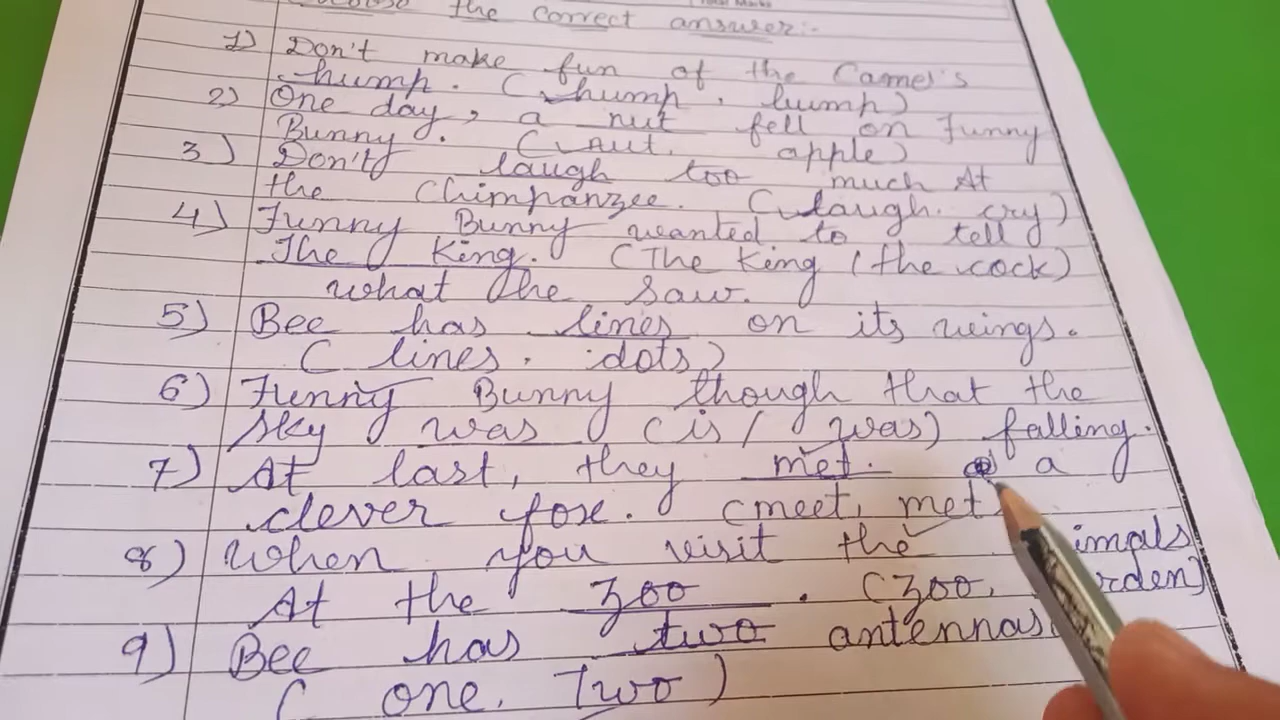 the correct answer:-
1) Don't make fun of the Camel's
hump. (hump, lump)
2) One day, a nut fell on Funny
Bunny. (nut, apple)
3) Don't laugh too much At
the Chimpanzee. (laugh. cry)
4) Funny Bunny wanted to tell
The King. (The King / the cock)
what he saw.
5) Bee has lines on its wings.
(lines, dots)
6) Funny Bunny though that the
sky was (is / was) falling.
7) At last, they met. a
clever fox. (meet, met)
8) When you visit the imals
At the zoo. (zoo, rden)
9) Bee has two antennas
(one, Two)